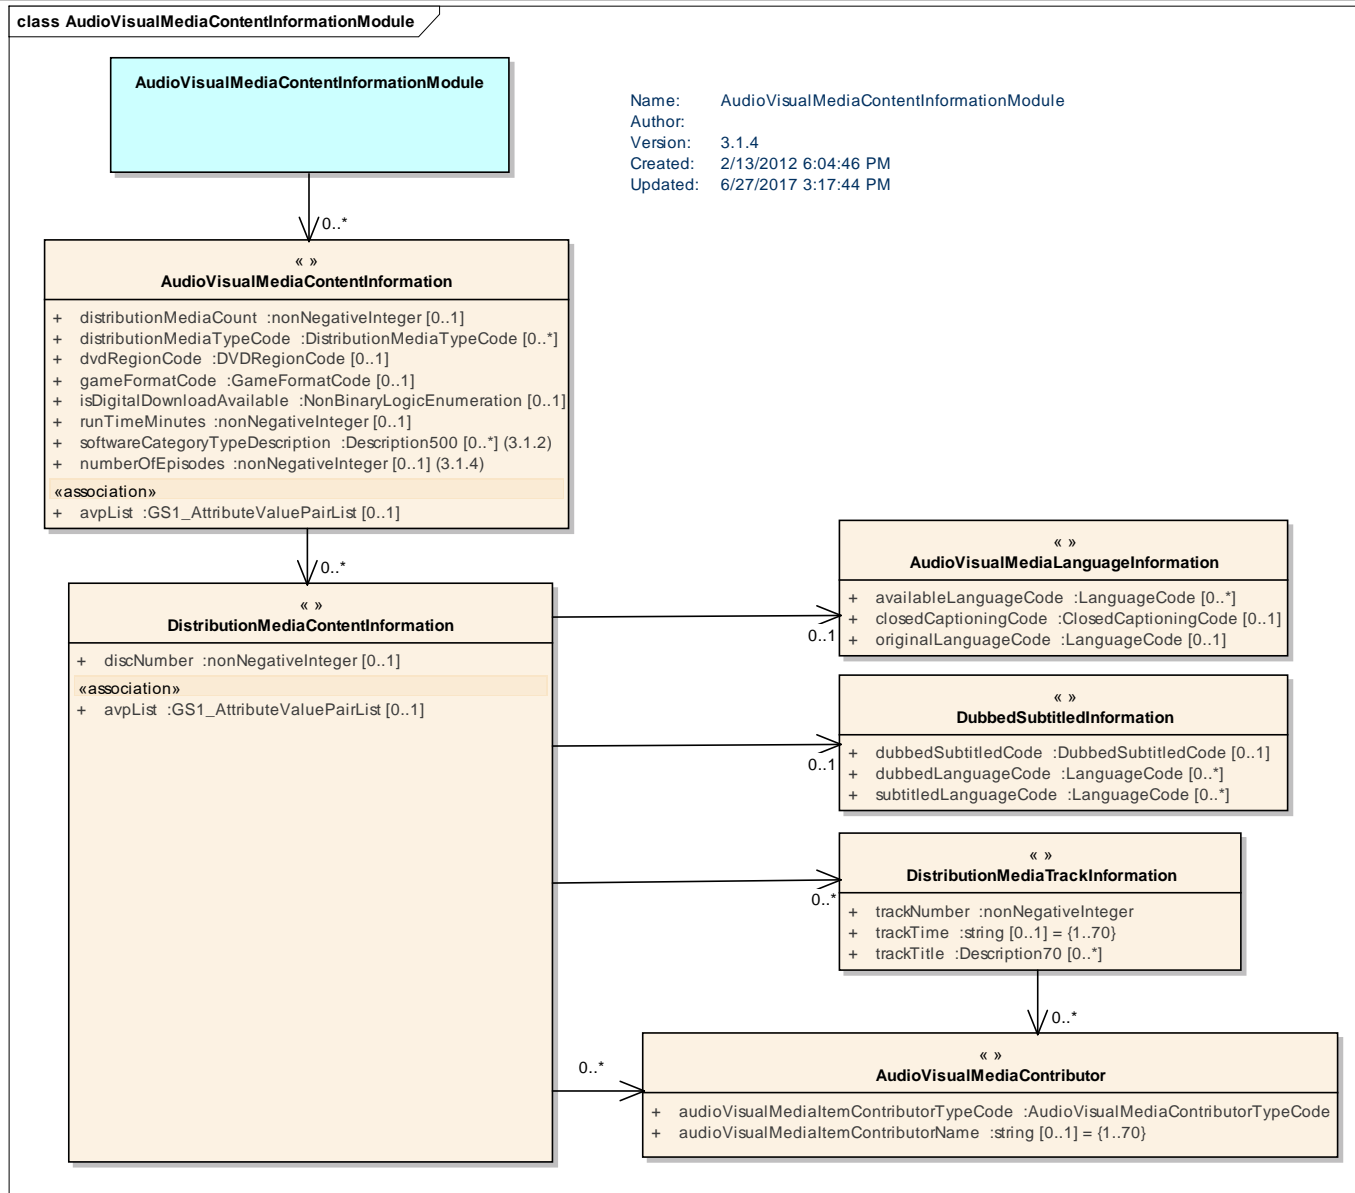 class AudioVisualMediaContentInformationModule
AudioVisualMediaContentInformationModule
Name: AudioVisualMediaContentInformationModule
Author:
Version: 3.1.4
Created: 2/13/2012 6:04:46 PM
Updated: 6/27/2017 3:17:44 PM
0..*
« »
AudioVisualMediaContentInformation
+ distributionMediaCount :nonNegativeInteger [0..1]
+ distributionMediaTypeCode :DistributionMediaTypeCode [0..*]
+ dvdRegionCode :DVDRegionCode [0..1]
+ gameFormatCode :GameFormatCode [0..1]
+ isDigitalDownloadAvailable :NonBinaryLogicEnumeration [0..1]
+ runTimeMinutes :nonNegativeInteger [0..1]
+ softwareCategoryTypeDescription :Description500 [0..*] (3.1.2)
+ numberOfEpisodes :nonNegativeInteger [0..1] (3.1.4)
«association»
+ avpList :GS1_AttributeValuePairList [0..1]
0..*
« »
DistributionMediaContentInformation
+ discNumber :nonNegativeInteger [0..1]
«association»
+ avpList :GS1_AttributeValuePairList [0..1]
0..1
« »
AudioVisualMediaLanguageInformation
+ availableLanguageCode :LanguageCode [0..*]
+ closedCaptioningCode :ClosedCaptioningCode [0..1]
+ originalLanguageCode :LanguageCode [0..1]
0..1
« »
DubbedSubtitledInformation
+ dubbedSubtitledCode :DubbedSubtitledCode [0..1]
+ dubbedLanguageCode :LanguageCode [0..*]
+ subtitledLanguageCode :LanguageCode [0..*]
0..*
« »
DistributionMediaTrackInformation
+ trackNumber :nonNegativeInteger
+ trackTime :string [0..1] = {1..70}
+ trackTitle :Description70 [0..*]
0..*
0..*
« »
AudioVisualMediaContributor
+ audioVisualMediaItemContributorTypeCode :AudioVisualMediaContributorTypeCode
+ audioVisualMediaItemContributorName :string [0..1] = {1..70}